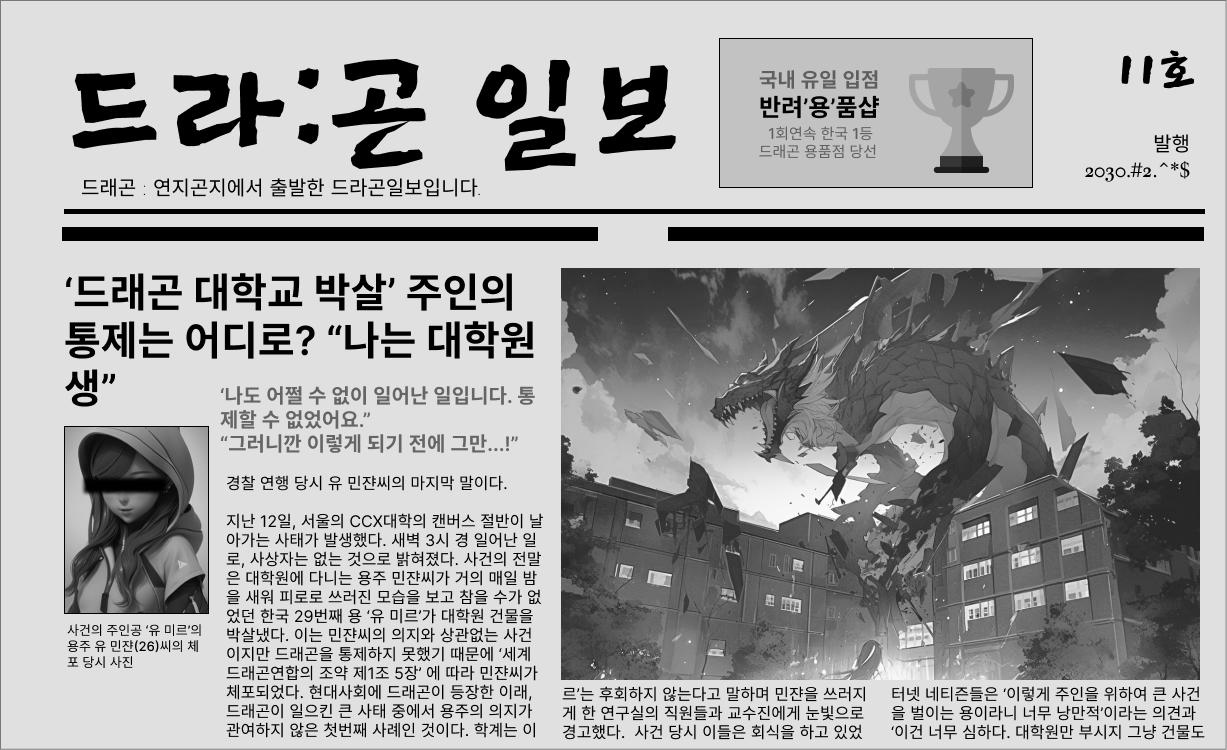 드라:곤 일보
드래곤 : 연지곤지에서 출발한 드라곤일보입니다.
국내 유일 입점
반려’용’품샵
1회연속 한국 1등
드래곤 용품점 당선
11호
발행
2030.#2.^*$
‘드래곤 대학교 박살’ 주인의
통제는 어디로? “나는 대학원
생”
‘나도 어쩔 수 없이 일어난 일입니다. 통
제할 수 없었어요.”
“그러니깐 이렇게 되기 전에 그만...!”
사건의 주인공 ‘유 미르’의
용주 유 민쟌(26)씨의 체
포 당시 사진
경찰 연행 당시 유 민쟌씨의 마지막 말이다.
지난 12일, 서울의 CCX대학의 캔버스 절반이 날
아가는 사태가 발생했다. 새벽 3시 경 일어난 일
로, 사상자는 없는 것으로 밝혀졌다. 사건의 전말
은 대학원에 다니는 용주 민쟌씨가 거의 매일 밤
을 새워 피로로 쓰러진 모습을 보고 참을 수가 없
었던 한국 29번째 용 ‘유 미르’가 대학원 건물을
박살냈다. 이는 민쟌씨의 의지와 상관없는 사건
이지만 드래곤을 통제하지 못했기 때문에 ‘세계
드래곤연합의 조약 제1조 5장’ 에 따라 민쟌씨가
체포되었다. 현대사회에 드래곤이 등장한 이래,
드래곤이 일으킨 큰 사태 중에서 용주의 의지가
관여하지 않은 첫번째 사례인 것이다. 학계는 이
르’는 후회하지 않는다고 말하며 민쟌을 쓰러지
게 한 연구실의 직원들과 교수진에게 눈빛으로
경고했다.  사건 당시 이들은 회식을 하고 있었
터넷 네티즌들은 ‘이렇게 주인을 위하여 큰 사건
을 벌이는 용이라니 너무 낭만적’이라는 의견과
‘이건 너무 심하다. 대학원만 부시지 그냥 건물도